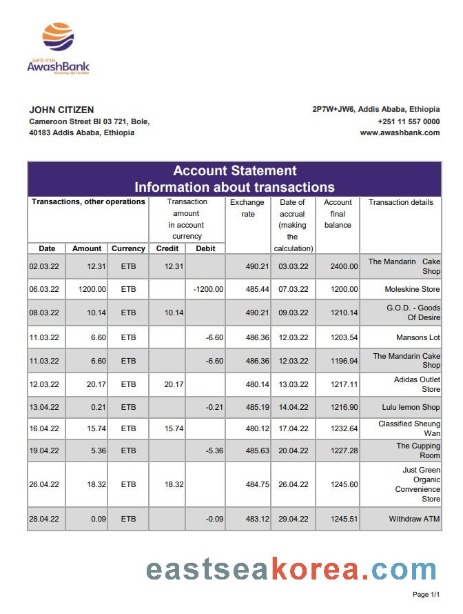 AwashBank
JOHN CITIZEN
Cameroon Street Bl 03 721, Bole,
40183 Addis Ababa, Ethiopia
2P7W+JW6, Addis Ababa, Ethiopia
+251 11 557 0000
www.awashbank.com
Account Statement
Information about transactions
Transactions, other operations
Transaction
amount
in account
currency
Exchange
rate
Date of
accrual
(making
the
calculation)
Account
final
balance
Transaction details
Date Amount Currency Credit Debit
02.03.22 12.31 ETB 12.31 490.21 03.03.22 2400.00 The Mandarin Cake
Shop
06.03.22 1200.00 ETB -1200.00 485.44 07.03.22 1200.00 Moleskine Store
08.03.22 10.14 ETB 10.14 490.21 09.03.22 1210.14 G.O.D. - Goods
Of Desire
11.03.22 6.60 ETB -6.60 486.36 12.03.22 1203.54 Mansons Lot
11.03.22 6.60 ETB -6.60 486.36 12.03.22 1196.94 The Mandarin Cake
Shop
12.03.22 20.17 ETB 20.17 480.14 13.03.22 1217.11 Adidas Outlet
Store
13.04.22 0.21 ETB -0.21 485.19 14.04.22 1216.90 Lulu lemon Shop
16.04.22 15.74 ETB 15.74 480.12 17.04.22 1232.64 Classified Sheung
Wan
19.04.22 5.36 ETB -5.36 485.63 20.04.22 1227.28 The Cupping
Room
26.04.22 18.32 ETB 18.32 484.75 26.04.22 1245.60 Just Green
Organic
Convenience
Store
28.04.22 0.09 ETB -0.09 483.12 29.04.22 1245.51 Withdraw ATM
eastseakorea.com
Page 1/1